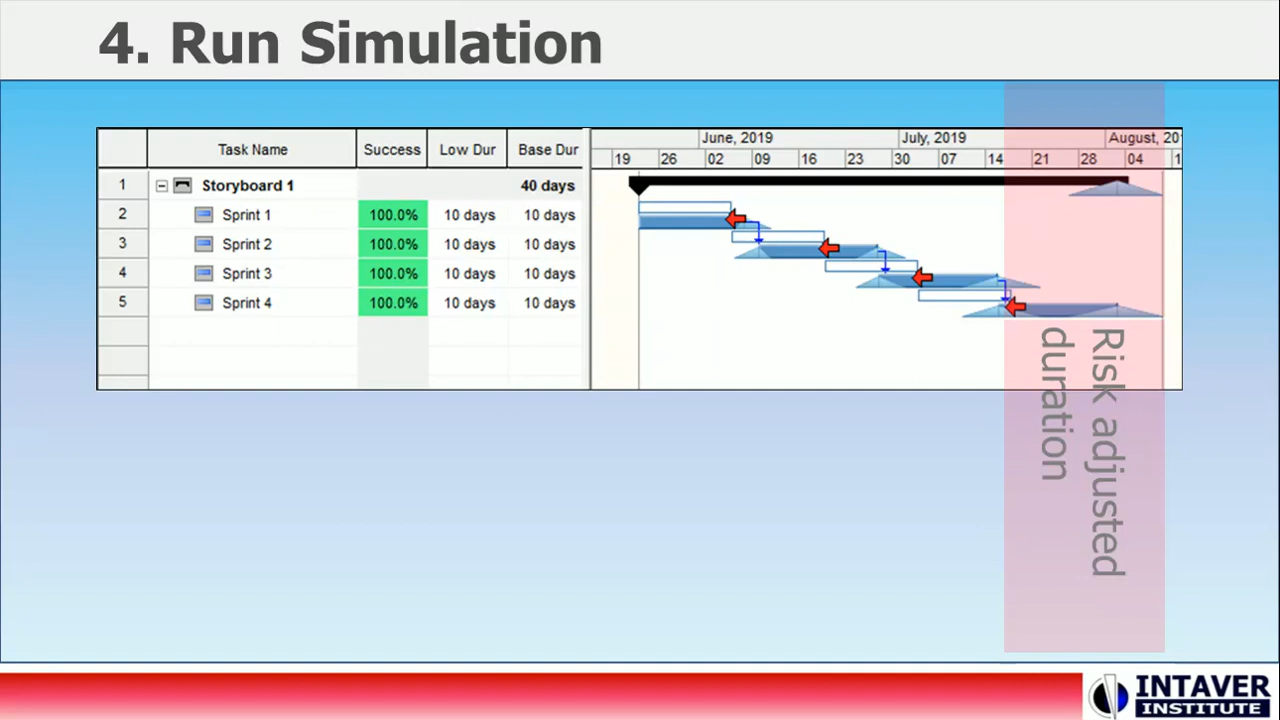 4. Run Simulation
Task Name Success Low Dur Base Dur
June, 2019 July, 2019 August, 20
19 26 02 09 16 23 30 07 14 21 28 04 1
1 Storyboard 1 40 days
2 Sprint 1 100.0% 10 days 10 days
3 Sprint 2 100.0% 10 days 10 days
4 Sprint 3 100.0% 10 days 10 days
5 Sprint 4 100.0% 10 days 10 days
Risk adjusted
duration
INTAVER
INSTITUTE